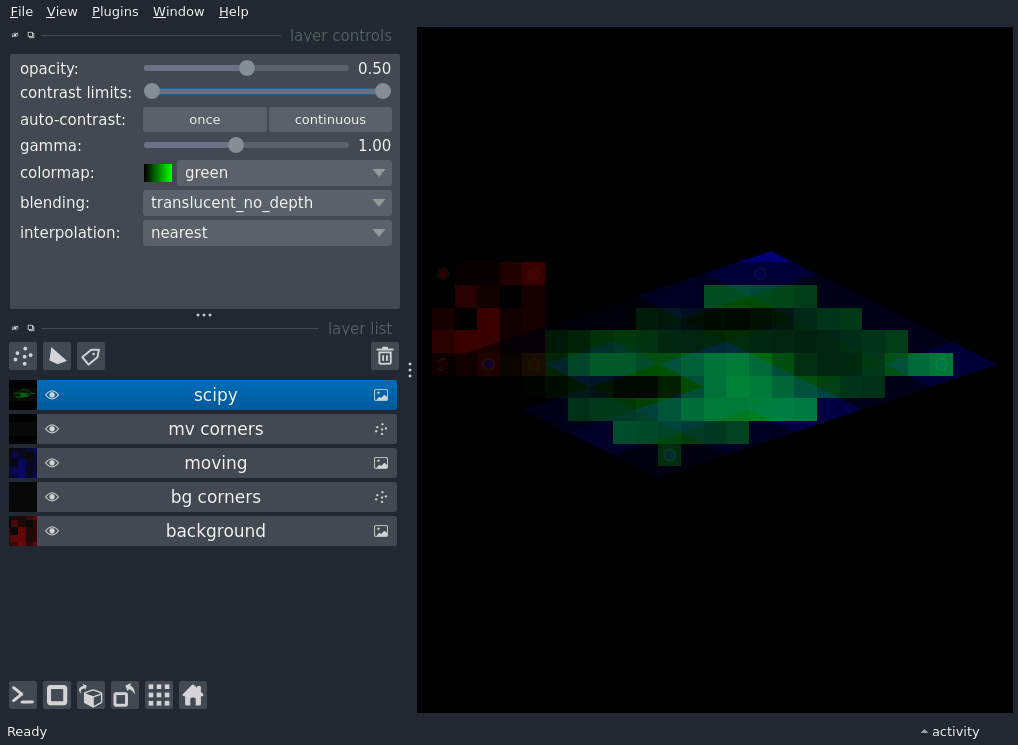 File View Plugins Window Help
layer controls
opacity: 0.50
contrast limits:
auto-contrast: once continuous
gamma: 1.00
colormap: green
blending: translucent_no_depth
interpolation: nearest
layer list
scipy
mv corners
moving
bg corners
background
Ready activity